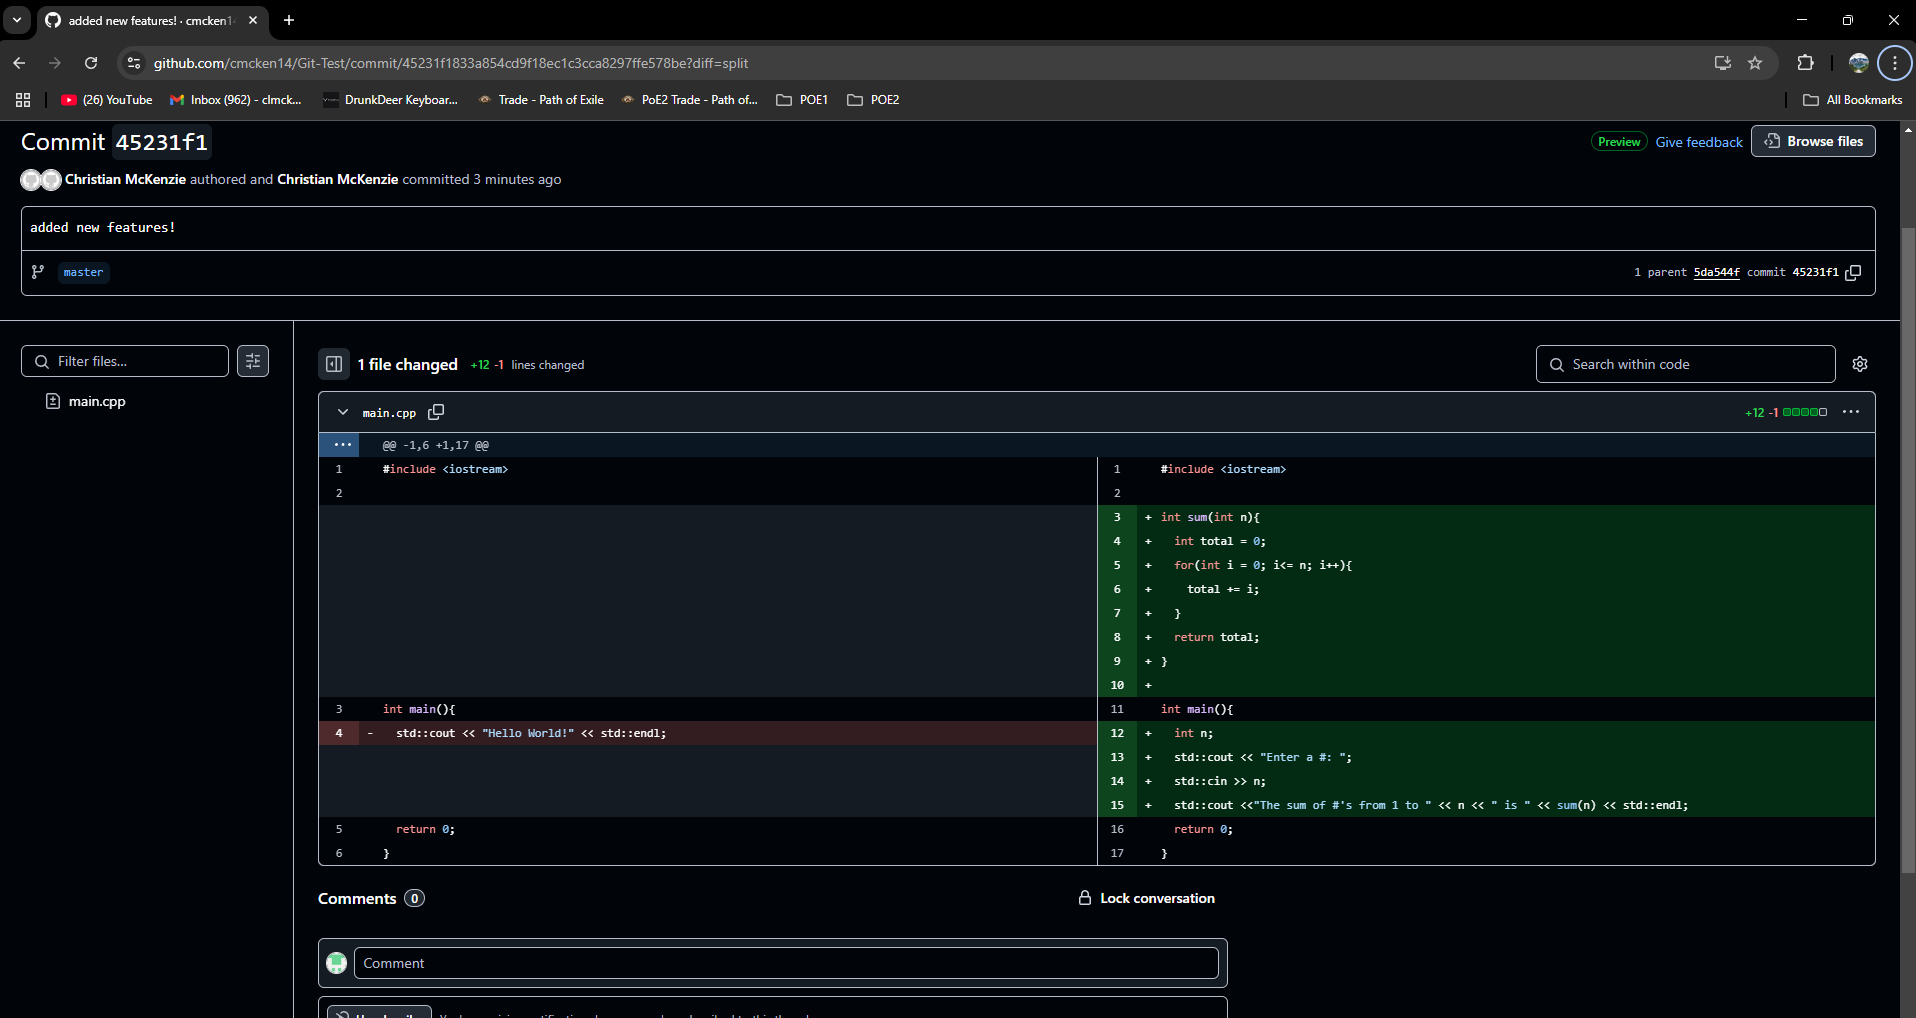 added new features! · cmcken1
github.com/cmcken14/Git-Test/commit/45231f1833a854cd9f18ec1c3cca8297ffe578be?diff=split
(26) YouTube Inbox (962) - clmck... DrunkDeer Keyboar... Trade - Path of Exile PoE2 Trade - Path of... POE1 POE2 All Bookmarks
Commit 45231f1 Preview Give feedback Browse files
Christian McKenzie authored and Christian McKenzie committed 3 minutes ago
added new features!
master 1 parent 5da544f commit 45231f1
Filter files...
main.cpp
1 file changed +12 -1 lines changed Search within code
main.cpp +12 -1
@@ -1,6 +1,17 @@
1 #include <iostream> 1 #include <iostream>
2 2
3 + int sum(int n){
4 + int total = 0;
5 + for(int i = 0; i<= n; i++){
6 + total += i;
7 + }
8 + return total;
9 + }
10 +
3 int main(){ 11 int main(){
4 - std::cout << "Hello World!" << std::endl; 12 + int n;
13 + std::cout << "Enter a #: ";
14 + std::cin >> n;
15 + std::cout <<"The sum of #'s from 1 to " << n << " is " << sum(n) << std::endl;
5 return 0; 16 return 0;
6 } 17 }
Comments 0 Lock conversation
Comment